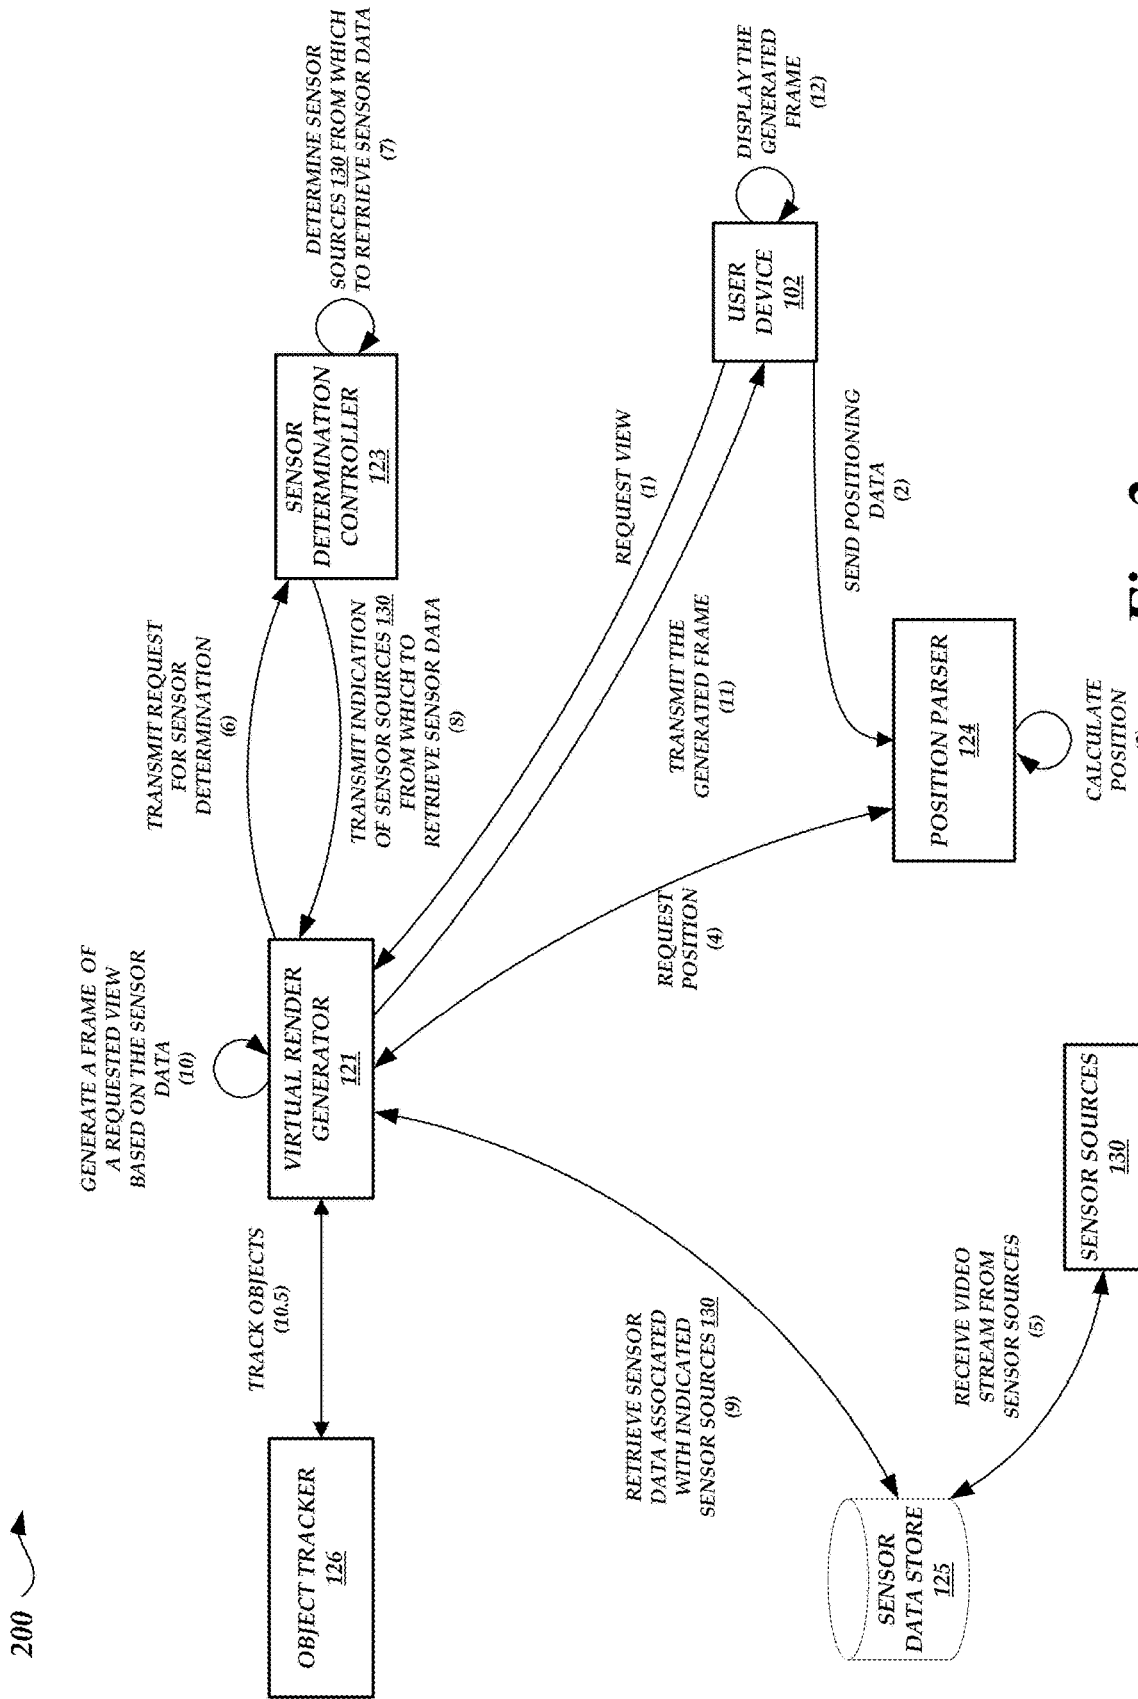 200
OBJECT TRACKER
126
TRACK OBJECTS
(10.5)
GENERATE A FRAME OF
A REQUESTED VIEW
BASED ON THE SENSOR
DATA
(10)
VIRTUAL RENDER
GENERATOR
121
TRANSMIT REQUEST
FOR SENSOR
DETERMINATION
(6)
TRANSMIT INDICATION
OF SENSOR SOURCES 130
FROM WHICH TO
RETRIEVE SENSOR DATA
(8)
SENSOR
DETERMINATION
CONTROLLER
123
DETERMINE SENSOR
SOURCES 130 FROM WHICH
TO RETRIEVE SENSOR DATA
(7)
REQUEST VIEW
(1)
TRANSMIT THE
GENERATED FRAME
(11)
USER
DEVICE
102
DISPLAY THE
GENERATED
FRAME
(12)
SEND POSITIONING
DATA
(2)
REQUEST
POSITION
(4)
POSITION PARSER
124
CALCULATE
POSITION
RETRIEVE SENSOR
DATA ASSOCIATED
WITH INDICATED
SENSOR SOURCES 130
(9)
SENSOR
DATA STORE
125
RECEIVE VIDEO
STREAM FROM
SENSOR SOURCES
(5)
SENSOR SOURCES
130